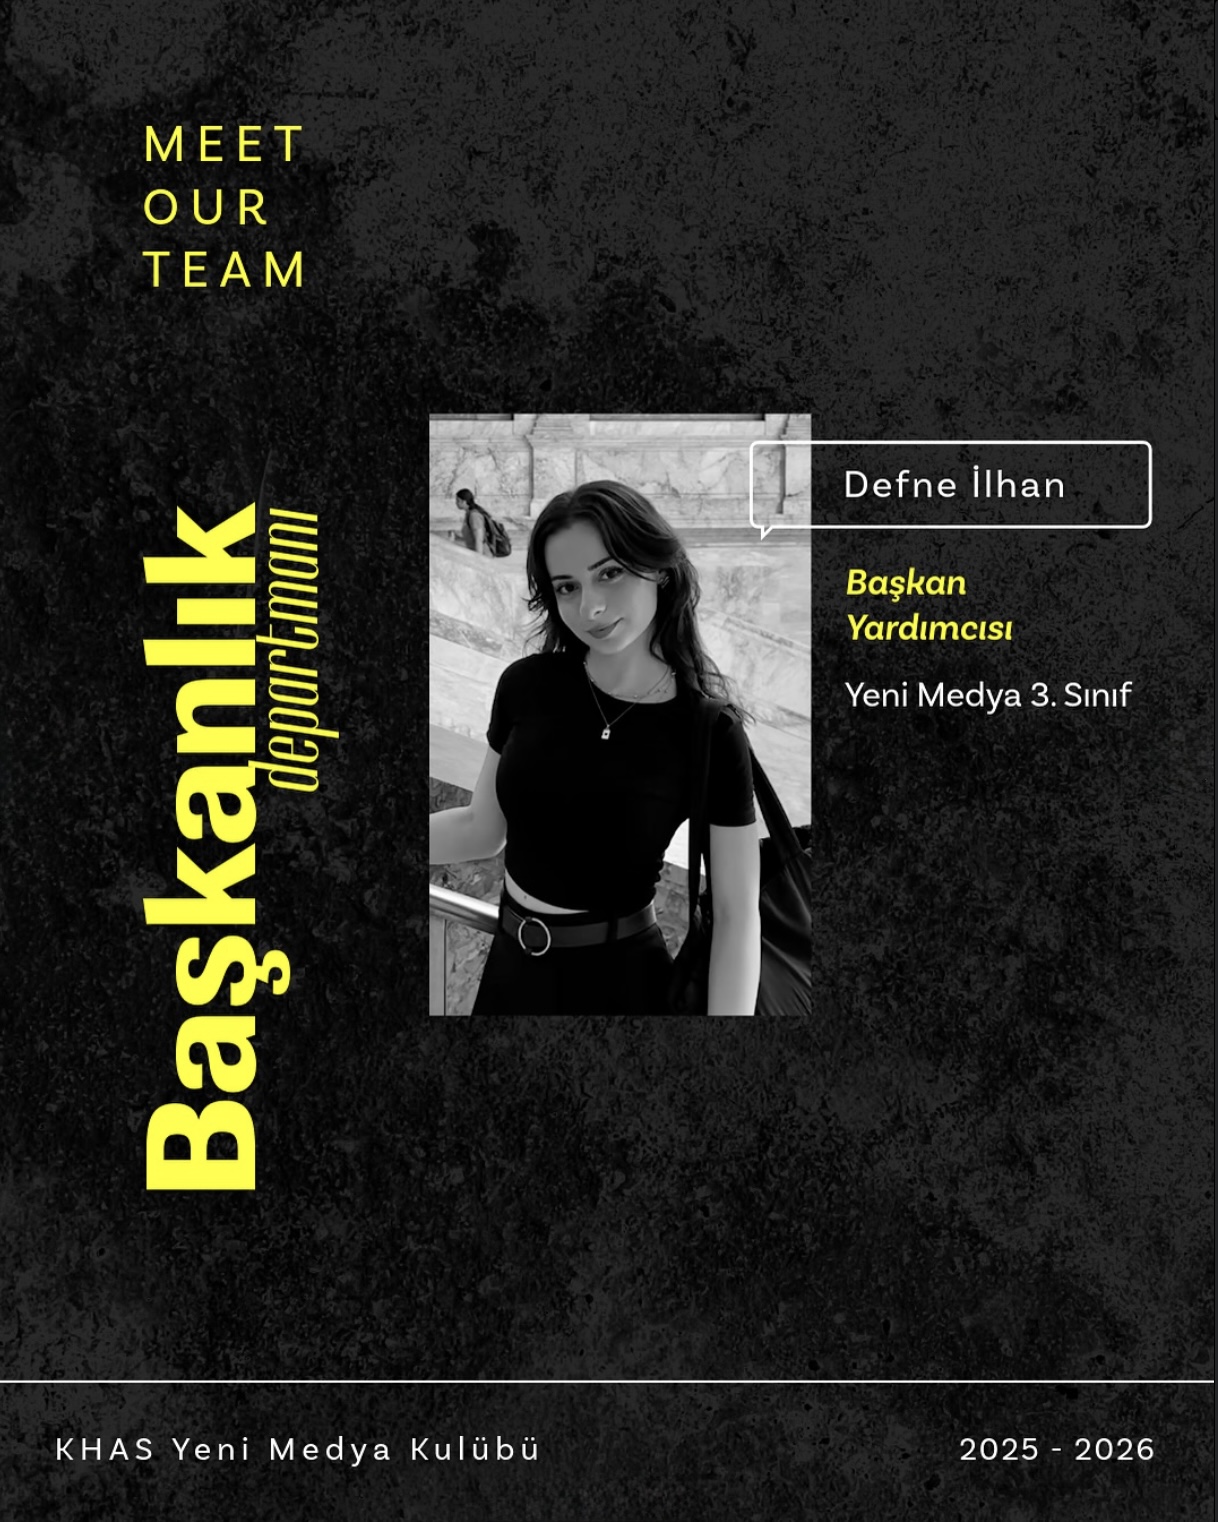 MEET
OUR
TEAM
Başkanlık
departmanı
Defne İlhan
Başkan
Yardımcısı
Yeni Medya 3. Sınıf
KHAS Yeni Medya Kulübü
2025 - 2026